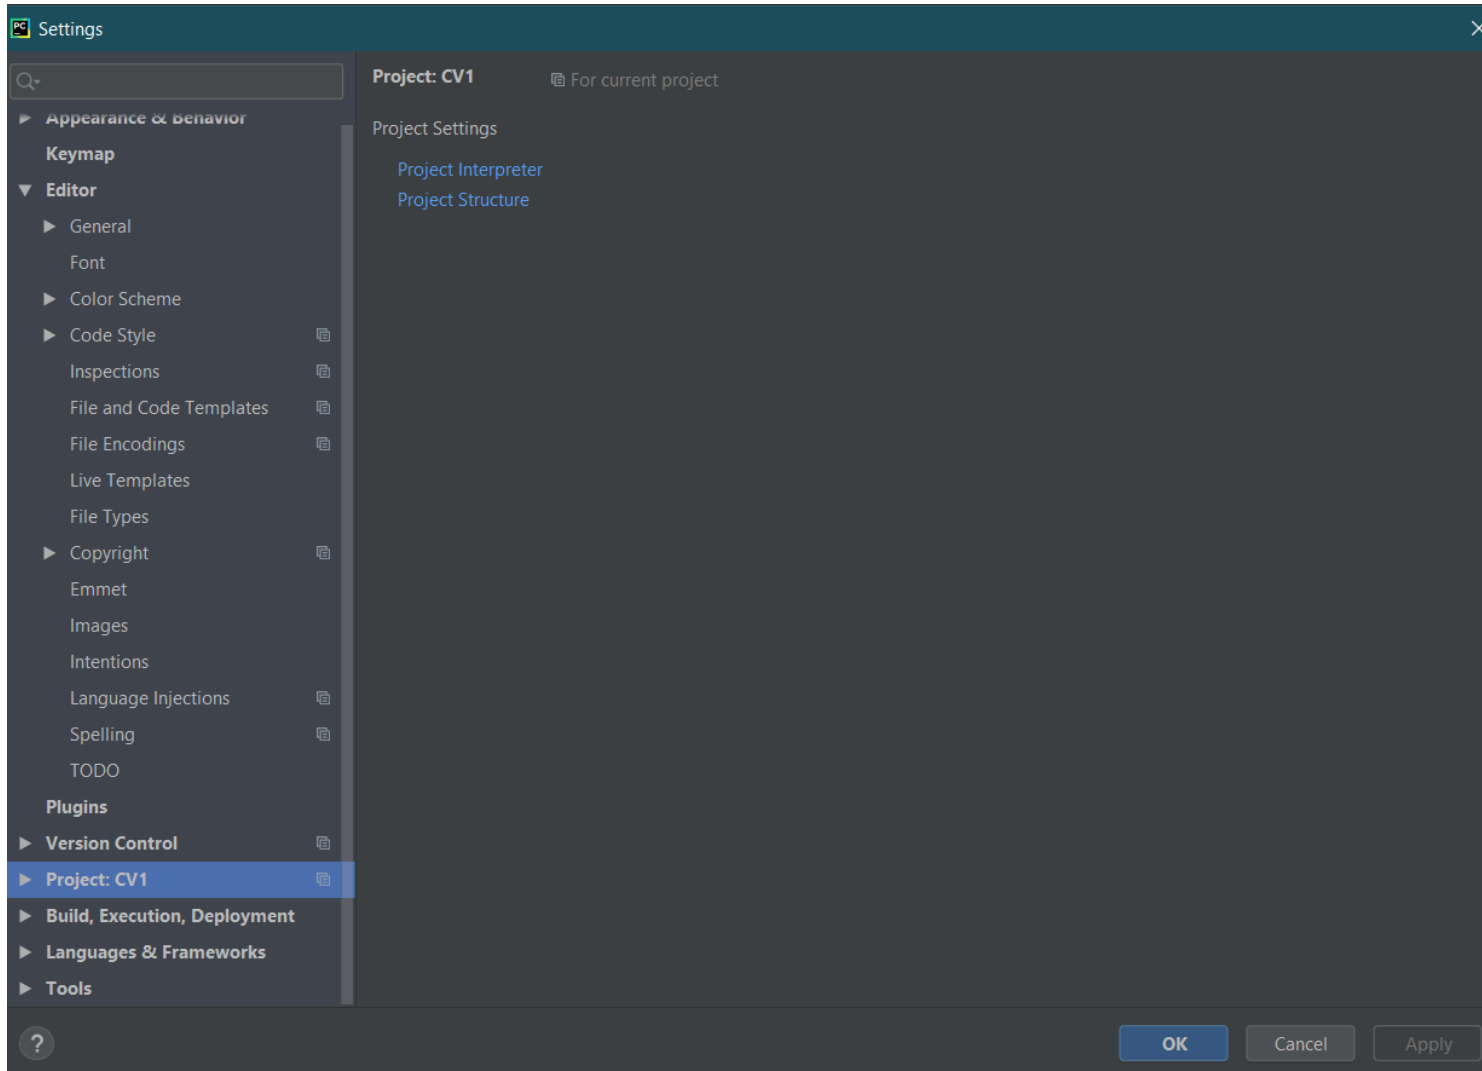 PC Settings
Appearance & Behavior
Keymap
Editor
General
Font
Color Scheme
Code Style
Inspections
File and Code Templates
File Encodings
Live Templates
File Types
Copyright
Emmet
Images
Intentions
Language Injections
Spelling
TODO
Plugins
Version Control
Project: CV1
Build, Execution, Deployment
Languages & Frameworks
Tools
Project: CV1 For current project
Project Settings
Project Interpreter
Project Structure
? OK Cancel Apply